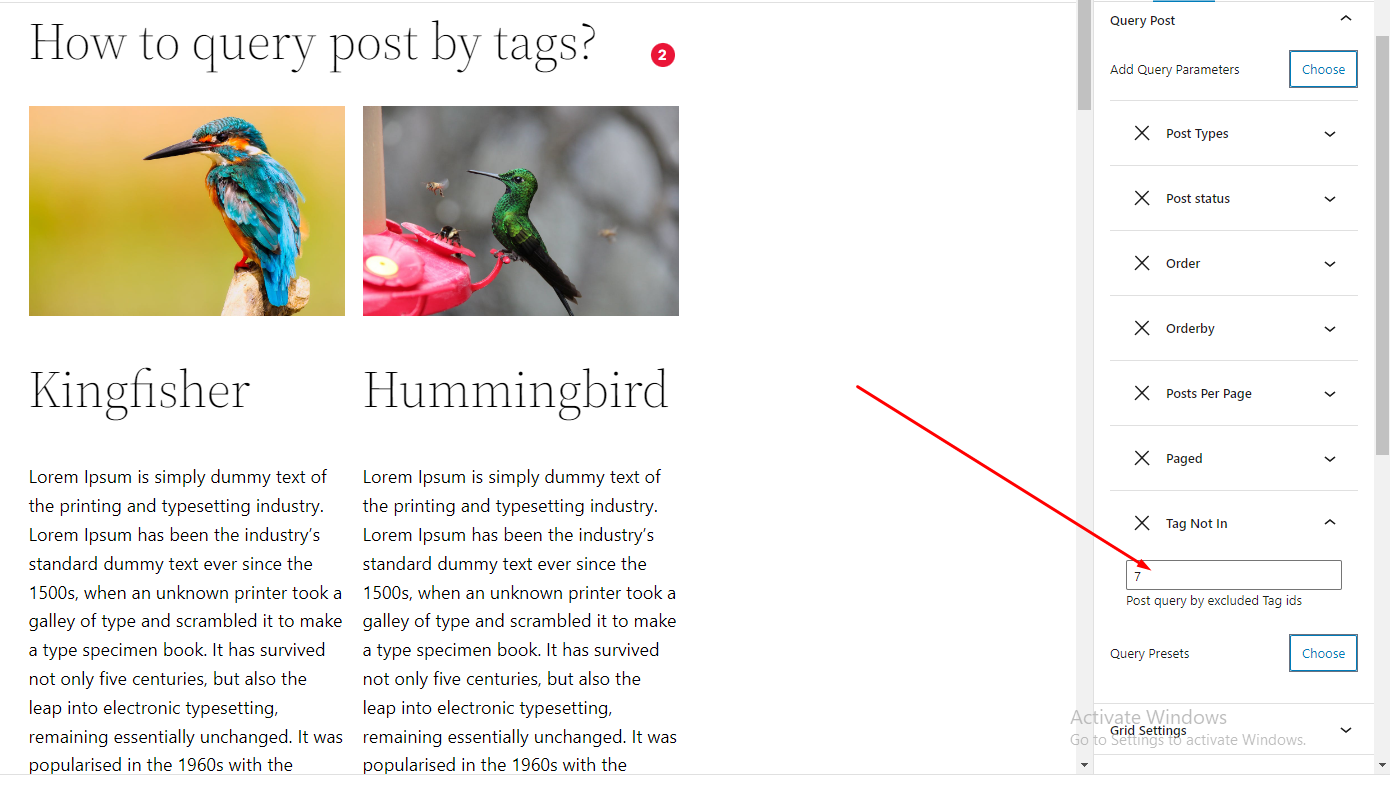 How to query post by tags?
2
Kingfisher
Lorem Ipsum is simply dummy text of
the printing and typesetting industry.
Lorem Ipsum has been the industry’s
standard dummy text ever since the
1500s, when an unknown printer took a
galley of type and scrambled it to make
a type specimen book. It has survived
not only five centuries, but also the
leap into electronic typesetting,
remaining essentially unchanged. It was
popularised in the 1960s with the
Hummingbird
Lorem Ipsum is simply dummy text of
the printing and typesetting industry.
Lorem Ipsum has been the industry’s
standard dummy text ever since the
1500s, when an unknown printer took a
galley of type and scrambled it to make
a type specimen book. It has survived
not only five centuries, but also the
leap into electronic typesetting,
remaining essentially unchanged. It was
popularised in the 1960s with the
Query Post
Add Query Parameters
Choose
Post Types
Post status
Order
Orderby
Posts Per Page
Paged
Tag Not In
7
Post query by excluded Tag ids
Query Presets
Choose
Activate Windows
Grid Settings
Go to Settings to activate Windows.